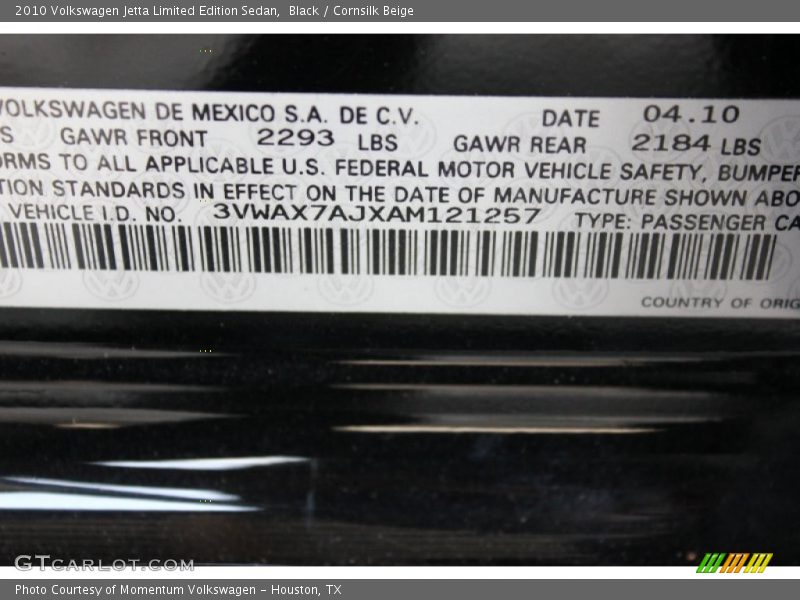 2010 Volkswagen Jetta Limited Edition Sedan, Black / Cornsilk Beige
VOLKSWAGEN DE MEXICO S.A. DE C.V. DATE 04.10
S GAWR FRONT 2293 LBS GAWR REAR 2184 LBS
ORMS TO ALL APPLICABLE U.S. FEDERAL MOTOR VEHICLE SAFETY, BUMPER
TION STANDARDS IN EFFECT ON THE DATE OF MANUFACTURE SHOWN ABO
VEHICLE I.D. NO. 3VWAX7AJXAM121257 TYPE: PASSENGER CA
COUNTRY OF ORIG
GTcarlot.com
Photo Courtesy of Momentum Volkswagen - Houston, TX